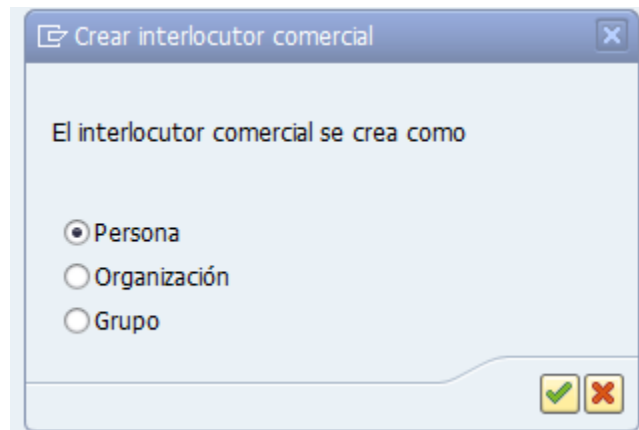 Crear interlocutor comercial
El interlocutor comercial se crea como
Persona
Organización
Grupo